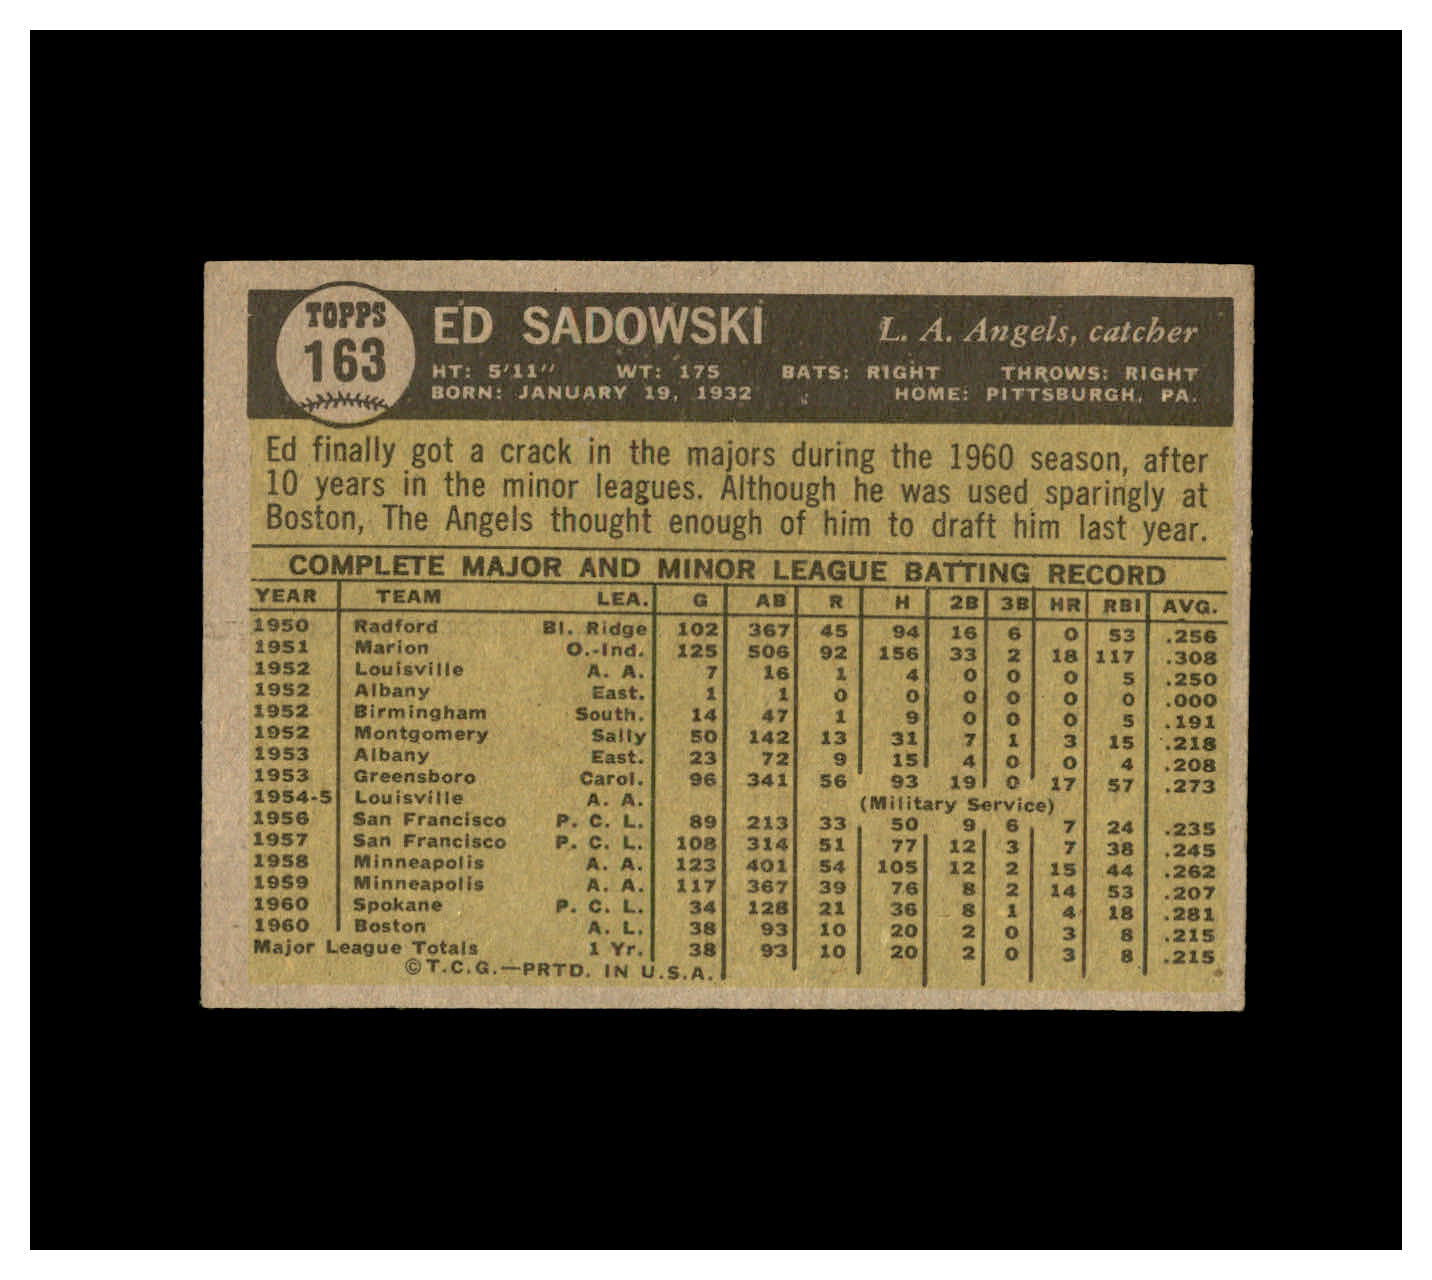 TOPPS
163
ED SADOWSKI L. A. Angels, catcher
HT: 5'11" WT: 175 BATS: RIGHT THROWS: RIGHT
BORN: JANUARY 19, 1932 HOME: PITTSBURGH, PA.
Ed finally got a crack in the majors during the 1960 season, after
10 years in the minor leagues. Although he was used sparingly at
Boston, The Angels thought enough of him to draft him last year.
COMPLETE MAJOR AND MINOR LEAGUE BATTING RECORD
YEAR TEAM LEA. G AB R H 2B 3B HR RBI AVG.
1950 Radford Bl. Ridge 102 367 45 94 16 6 0 53 .256
1951 Marion O.-Ind. 125 506 92 156 33 2 18 117 .308
1952 Louisville A. A. 7 16 1 4 0 0 0 5 .250
1952 Albany East. 1 1 0 0 0 0 0 0 .000
1952 Birmingham South. 14 47 1 9 0 0 0 5 .191
1952 Montgomery Sally 50 142 13 31 7 1 3 15 .218
1953 Albany East. 23 72 9 15 4 0 0 4 .208
1953 Greensboro Carol. 96 341 56 93 19 0 17 57 .273
1954-5 Louisville A. A. (Military Service)
1956 San Francisco P. C. L. 89 213 33 50 9 6 7 24 .235
1957 San Francisco P. C. L. 108 314 51 77 12 3 7 38 .245
1958 Minneapolis A. A. 123 401 54 105 12 2 15 44 .262
1959 Minneapolis A. A. 117 367 39 76 8 2 14 53 .207
1960 Spokane P. C. L. 34 128 21 36 8 1 4 18 .281
1960 Boston A. L. 38 93 10 20 2 0 3 8 .215
Major League Totals 1 Yr. 38 93 10 20 2 0 3 8 .215
©T.C.G.—PRTD. IN U.S.A.